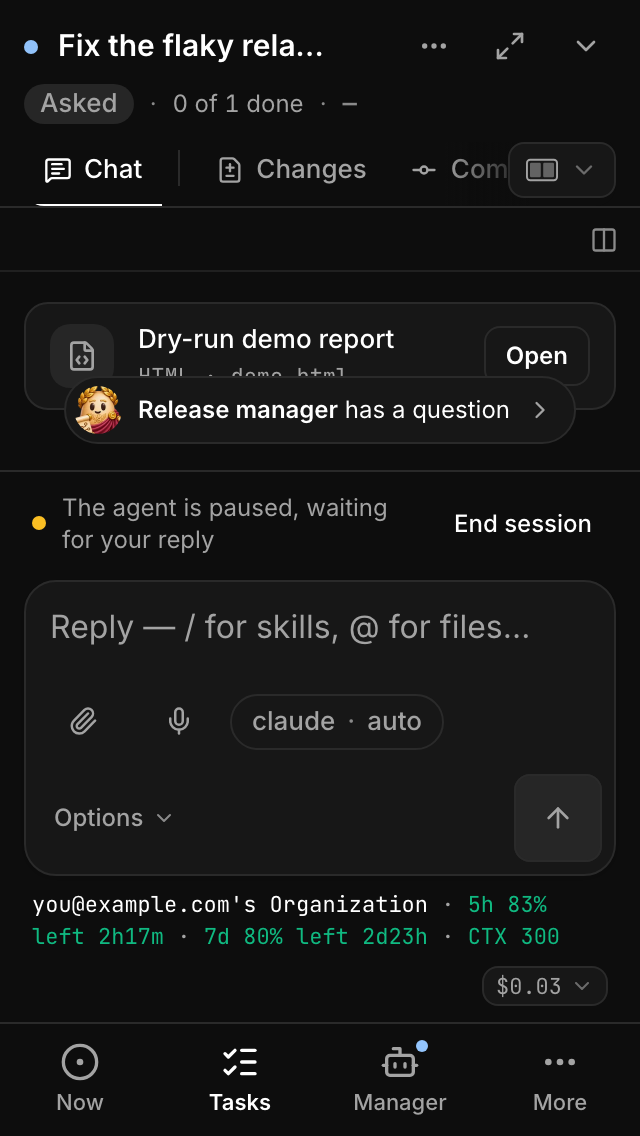 Fix the flaky rela...
Asked · 0 of 1 done · –
Chat
Changes
Com
Dry-run demo report
HTML · demo.html
Open
Release manager has a question
The agent is paused, waiting
for your reply
End session
Reply — / for skills, @ for files...
claude · auto
Options
you@example.com's Organization · 5h 83%
left 2h17m · 7d 80% left 2d23h · CTX 300
$0.03
Now
Tasks
Manager
More